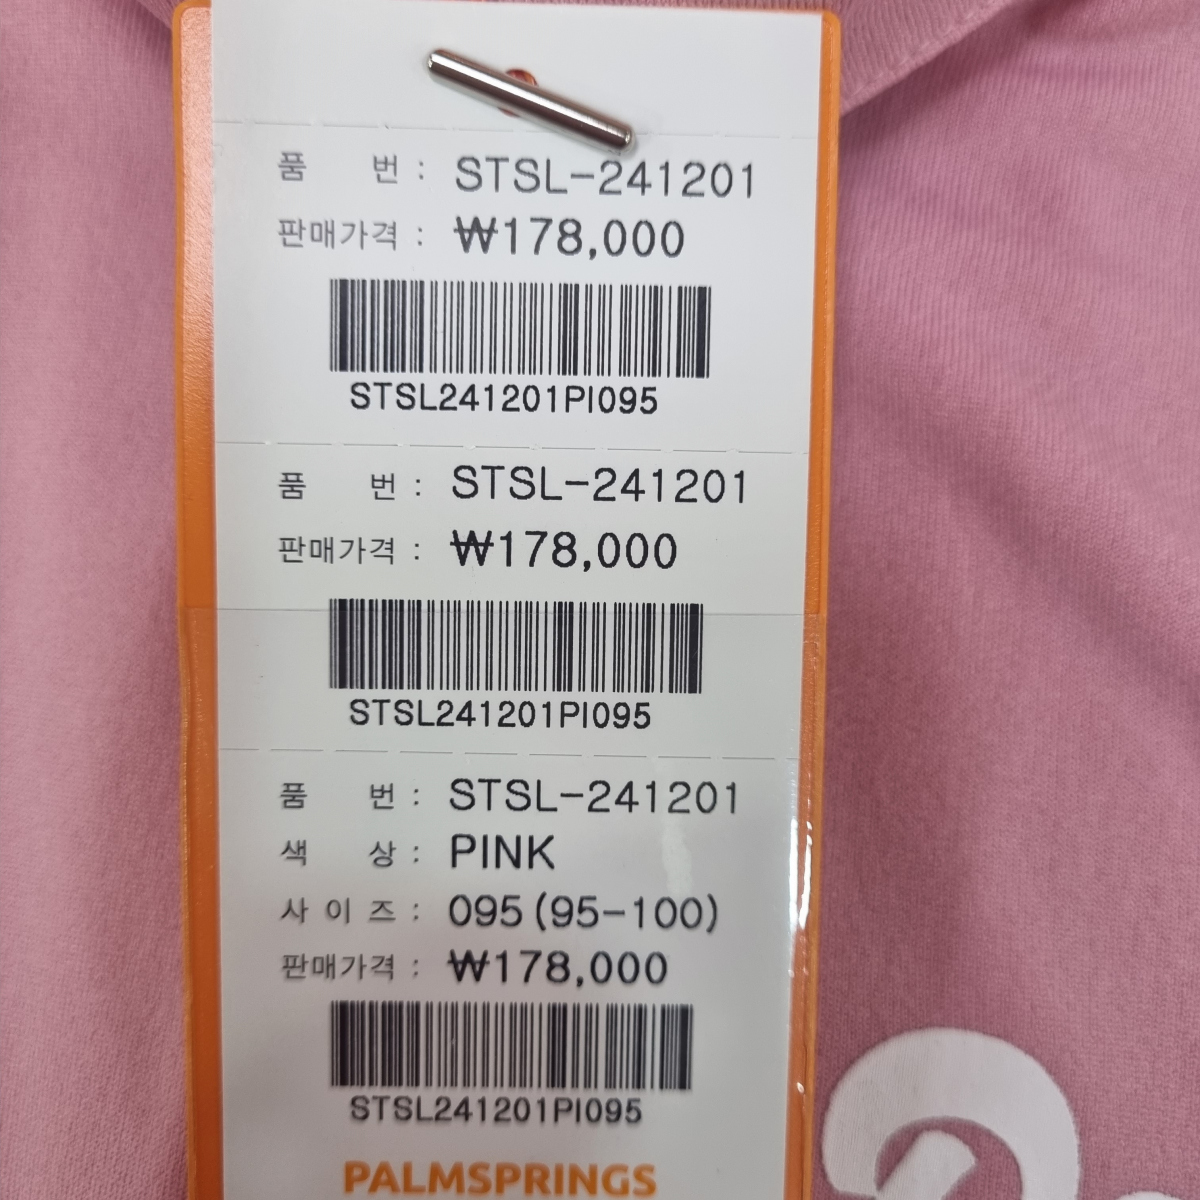 품 번 : STSL-241201
판매가격 : ₩178,000
STSL241201PI095
품 번 : STSL-241201
판매가격 : ₩178,000
STSL241201PI095
품 번 : STSL-241201
색 상 : PINK
사 이 즈 : 095 (95-100)
판매가격 : ₩178,000
STSL241201PI095
PALMSPRINGS